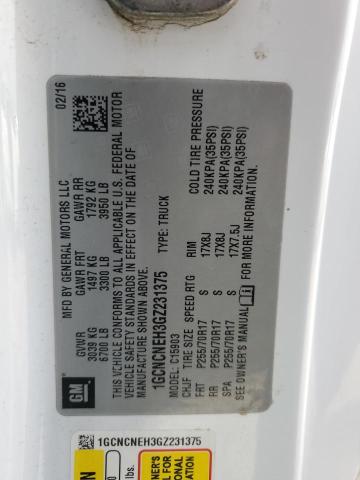 GM
MFD BY GENERAL MOTORS LLC
02/16
GVWR GAWR FRT GAWR RR
3039 KG 1497 KG 1792 KG
6700 LB 3300 LB 3950 LB
THIS VEHICLE CONFORMS TO ALL APPLICABLE U.S. FEDERAL MOTOR
VEHICLE SAFETY STANDARDS IN EFFECT ON THE DATE OF
MANUFACTURE SHOWN ABOVE.
1GCNCNEH3GZ231375 TYPE: TRUCK
MODEL: C15903
CHJF TIRE SIZE SPEED RTG RIM COLD TIRE PRESSURE
FRT P255/70R17 S 17X8J 240KPA(35PSI)
RR P255/70R17 S 17X8J 240KPA(35PSI)
SPA P255/70R17 S 17X7.5J 240KPA(35PSI)
SEE OWNER'S MANUAL FOR
1GCNCNEH3GZ231375
lbs.
OWNER'S